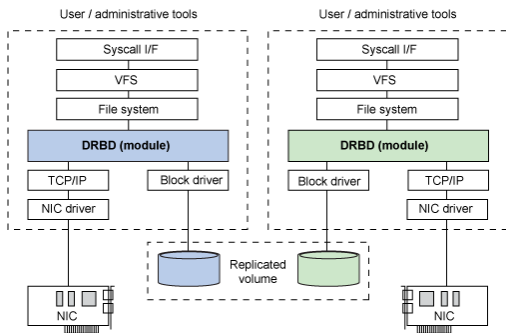 User / administrative tools
Syscall I/F
VFS
File system
DRBD (module)
TCP/IP
Block driver
NIC driver
NIC
User / administrative tools
Syscall I/F
VFS
File system
DRBD (module)
Block driver
TCP/IP
NIC driver
NIC
Replicated
volume